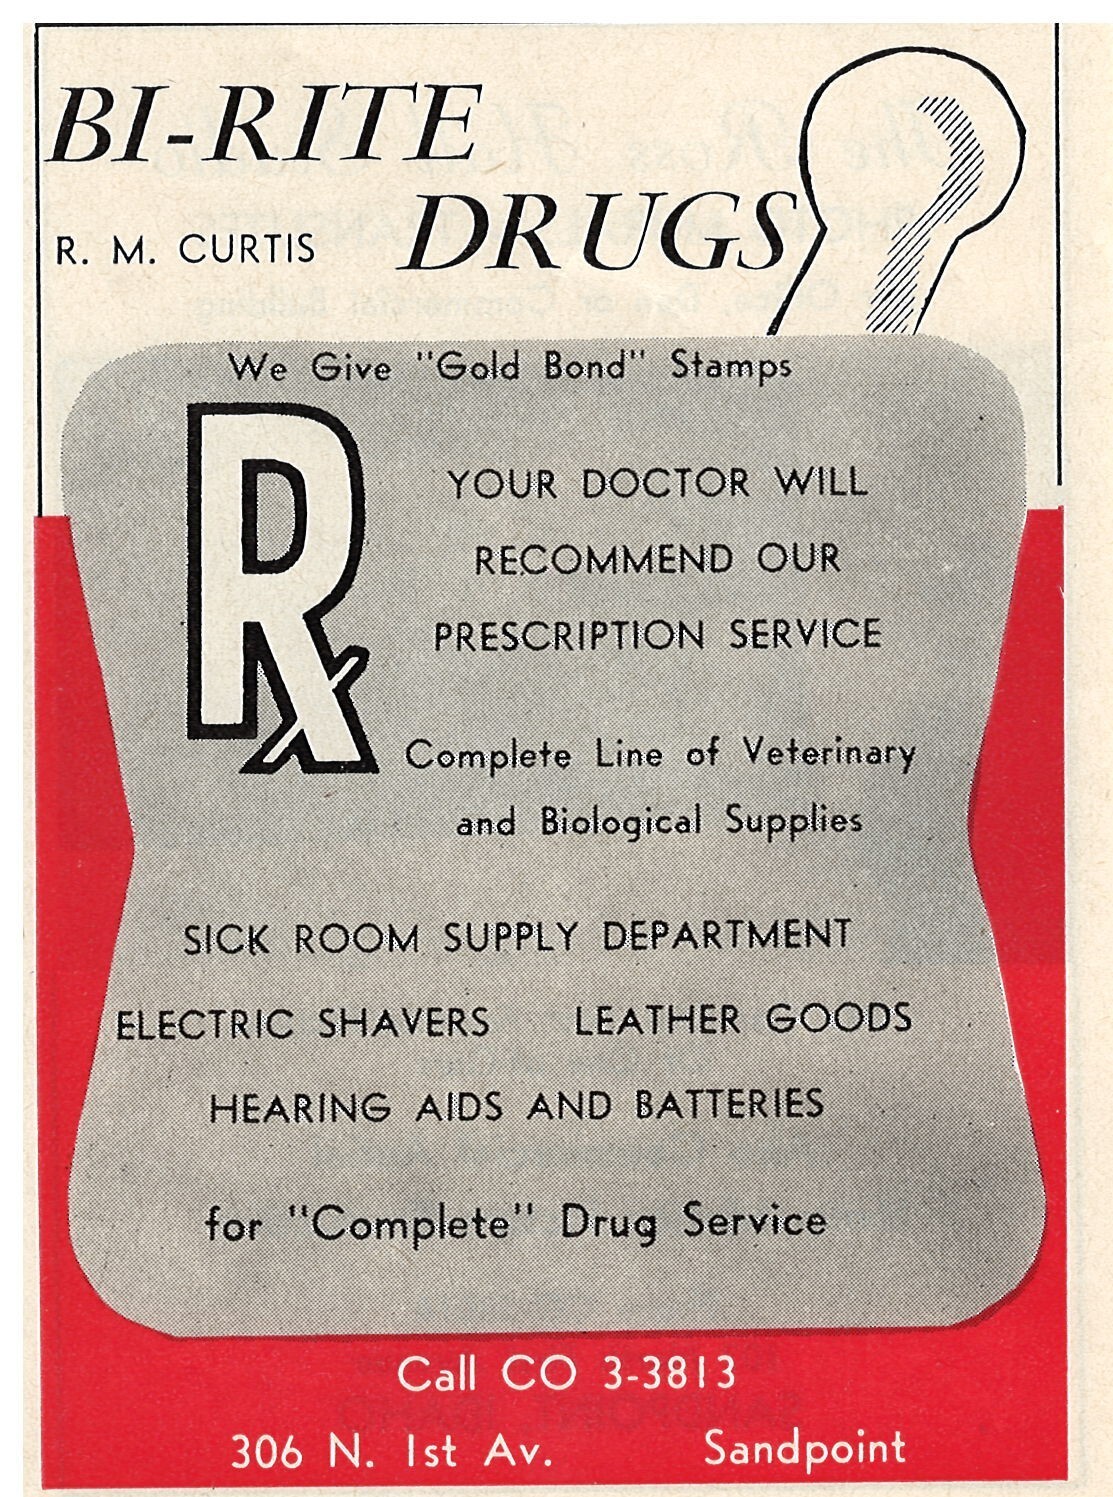 BI-RITE
DRUGS
R. M. CURTIS
We Give "Gold Bond" Stamps
Rx
YOUR DOCTOR WILL
RECOMMEND OUR
PRESCRIPTION SERVICE
Complete Line of Veterinary
and Biological Supplies
SICK ROOM SUPPLY DEPARTMENT
ELECTRIC SHAVERS LEATHER GOODS
HEARING AIDS AND BATTERIES
for "Complete" Drug Service
Call CO 3-3813
306 N. 1st Av. Sandpoint